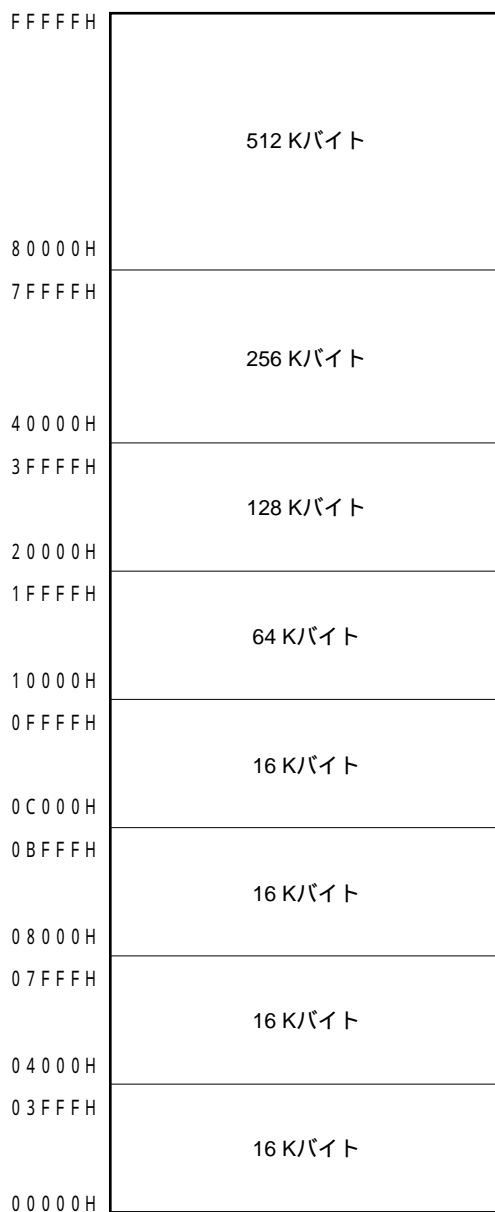 FFFFFH
512 Kバイト
80000H
7FFFFH
256 Kバイト
40000H
3FFFFH
128 Kバイト
20000H
1FFFFH
64 Kバイト
10000H
0FFFFH
16 Kバイト
0C000H
0BFFFH
16 Kバイト
08000H
07FFFH
16 Kバイト
04000H
03FFFH
16 Kバイト
00000H